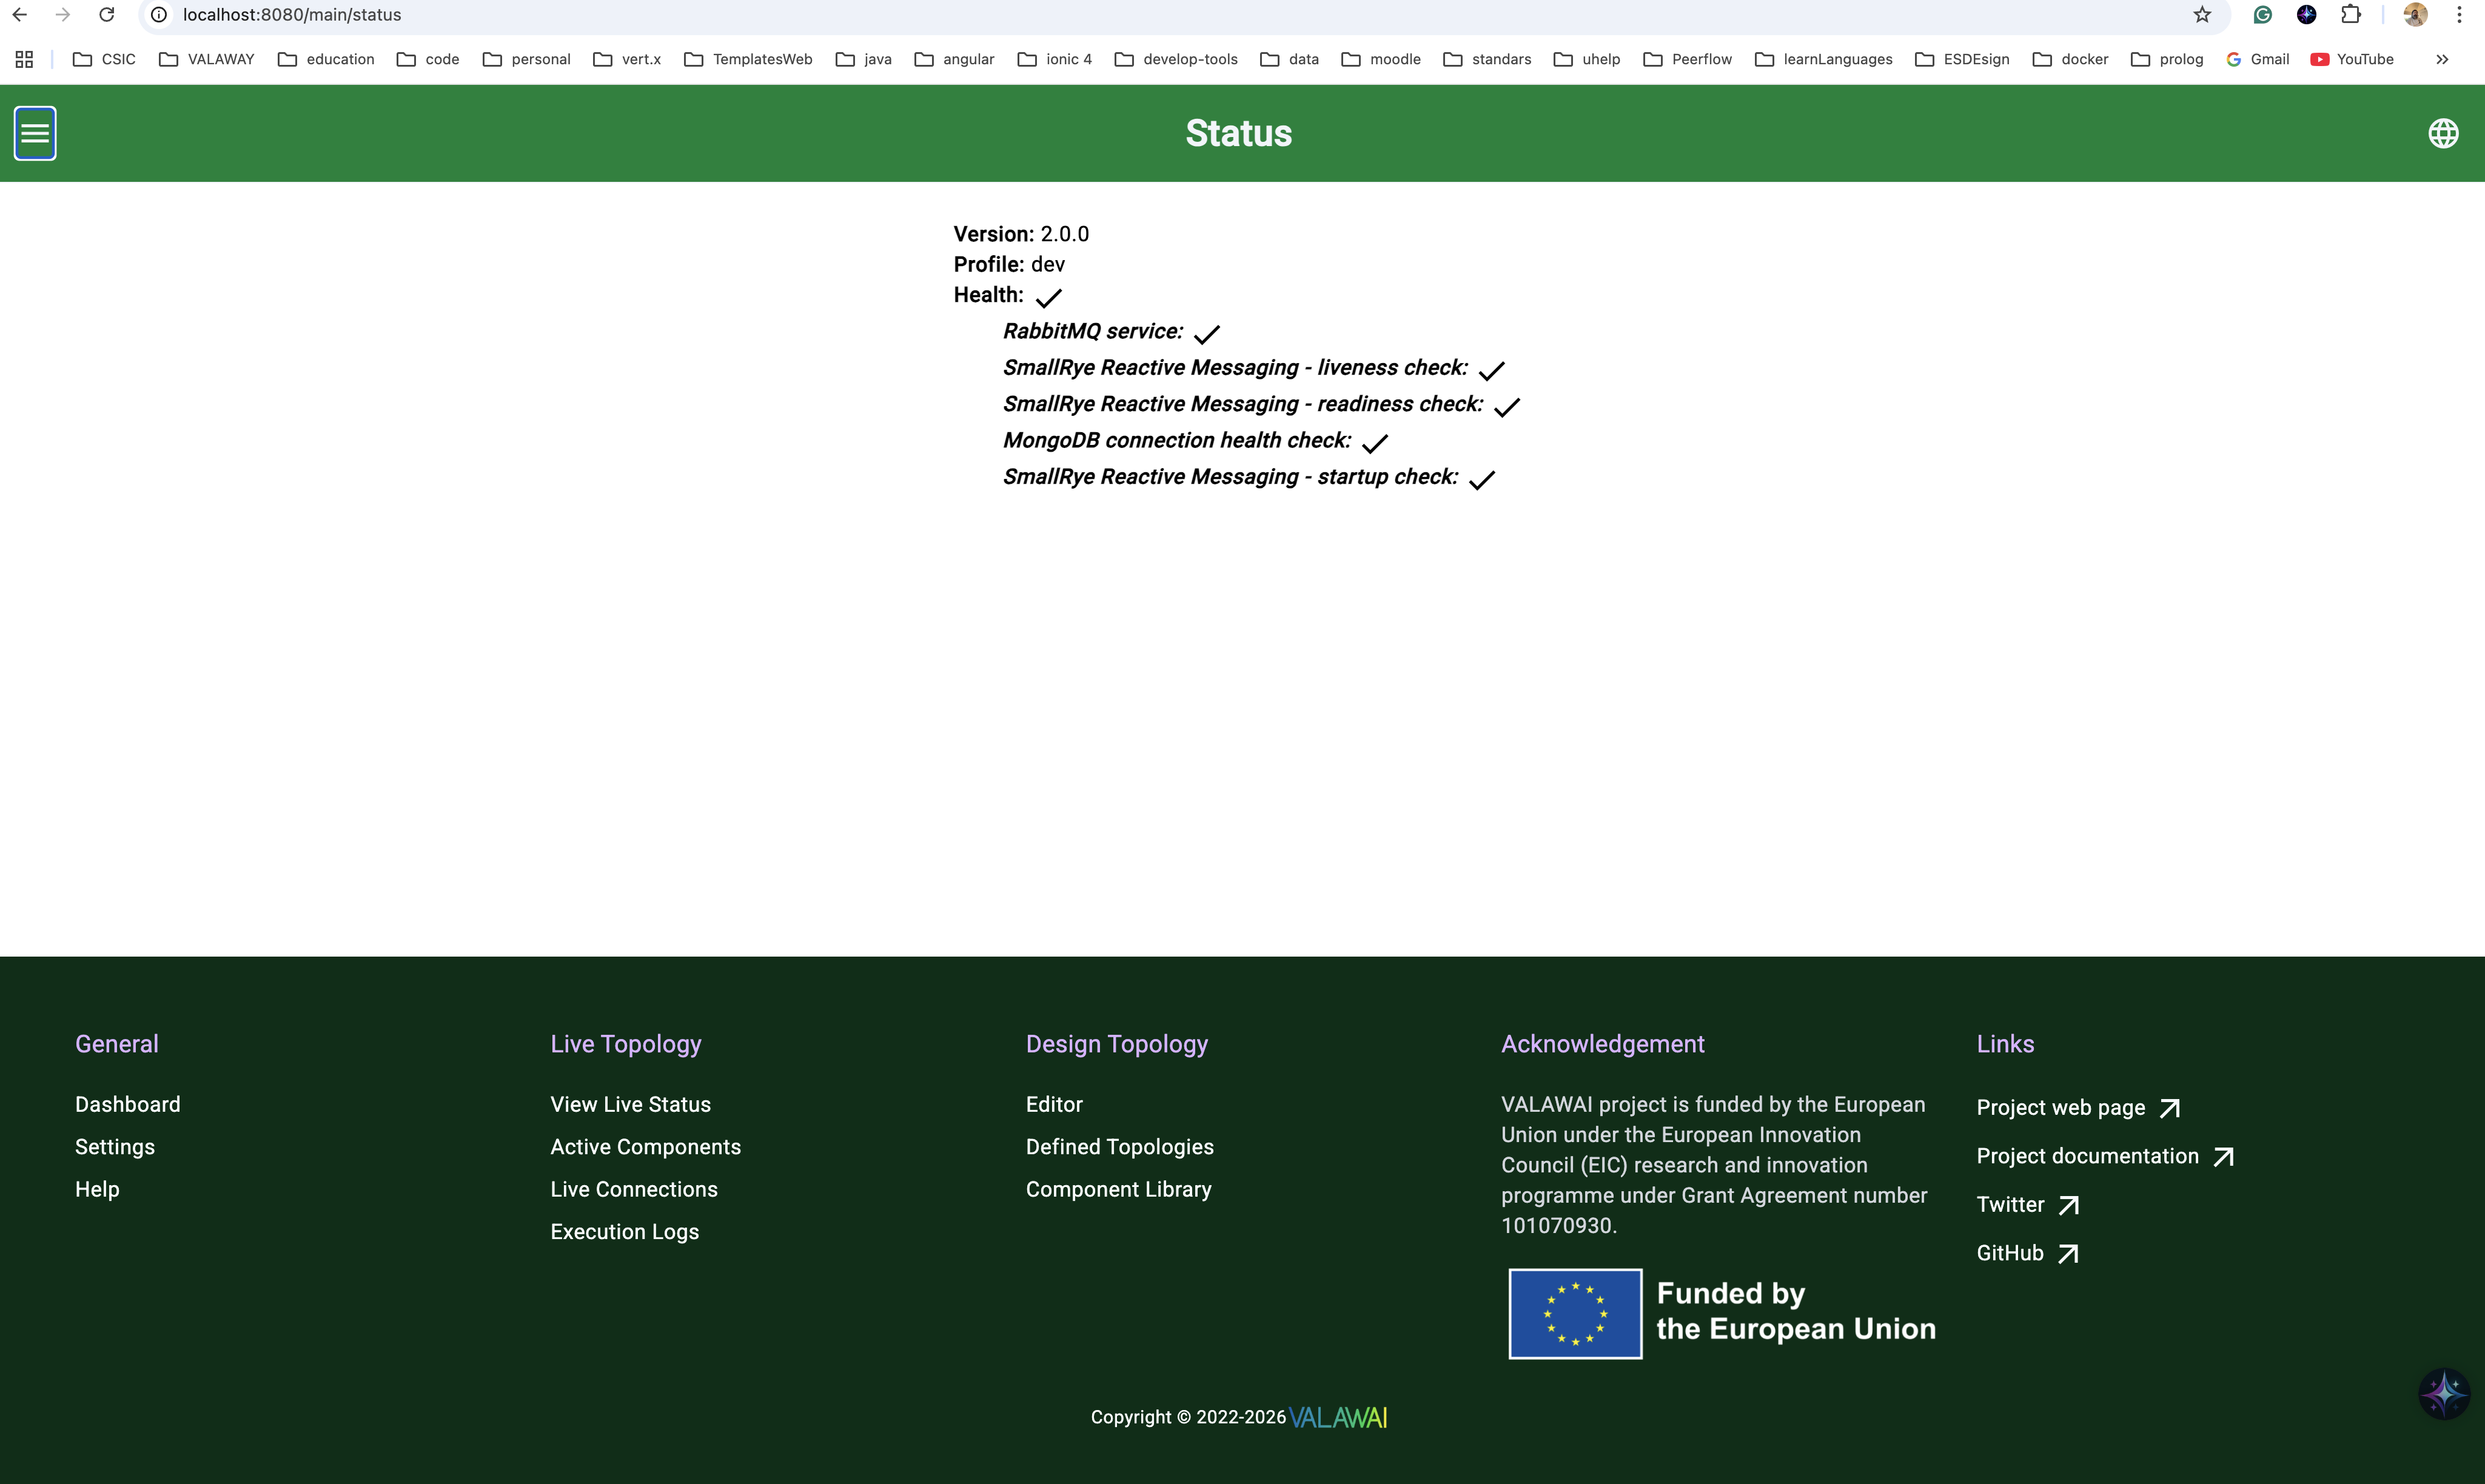 localhost:8080/main/status
CSIC VALAWAY education code personal vert.x TemplatesWeb java angular ionic 4 develop-tools data moodle standars uhelp Peerflow learnLanguages ESDEsign docker prolog Gmail YouTube
Status
Version: 2.0.0
Profile: dev
Health:
RabbitMQ service:
SmallRye Reactive Messaging - liveness check:
SmallRye Reactive Messaging - readiness check:
MongoDB connection health check:
SmallRye Reactive Messaging - startup check:
General
Dashboard
Settings
Help
Live Topology
View Live Status
Active Components
Live Connections
Execution Logs
Design Topology
Editor
Defined Topologies
Component Library
Acknowledgement
VALAWAI project is funded by the European
Union under the European Innovation
Council (EIC) research and innovation
programme under Grant Agreement number
101070930.
Funded by
the European Union
Links
Project web page
Project documentation
Twitter
GitHub
Copyright © 2022-2026 VALAWAI